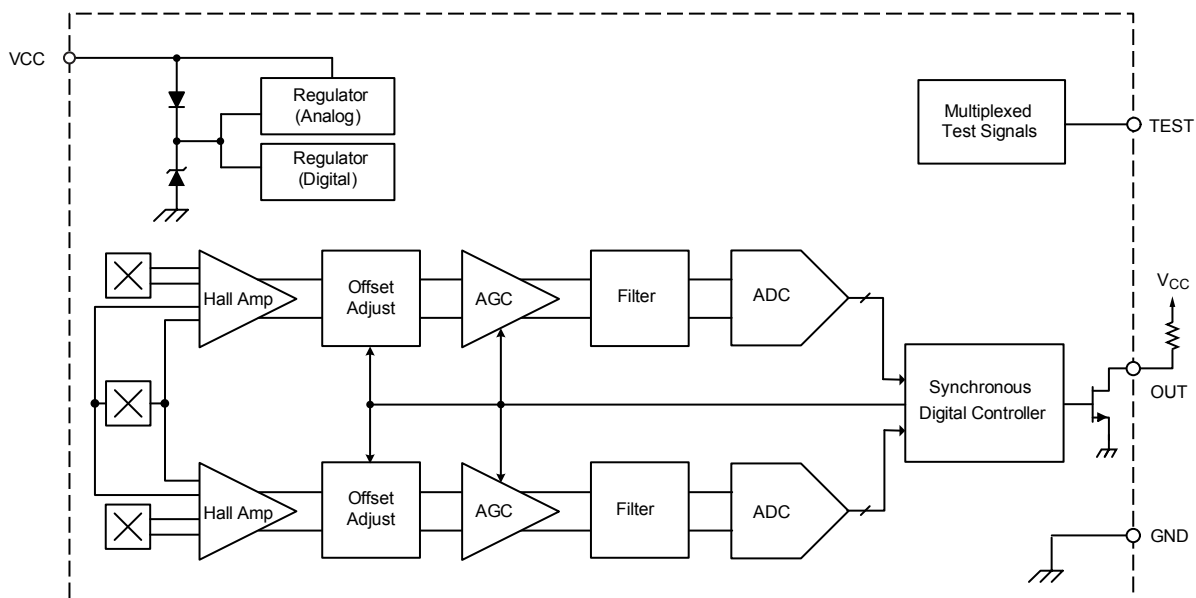 VCC
Regulator
(Analog)
Regulator
(Digital)
Multiplexed
Test Signals
TEST
Hall Amp
Offset
Adjust
AGC
Filter
ADC
VCC
Synchronous
Digital Controller
OUT
Hall Amp
Offset
Adjust
AGC
Filter
ADC
GND